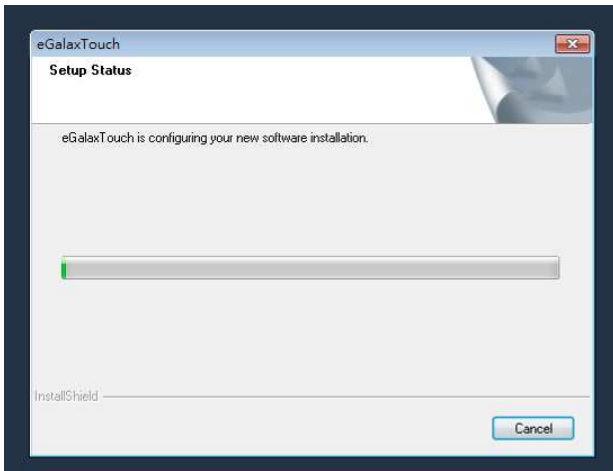 eGalaxTouch
Setup Status
eGalaxTouch is configuring your new software installation.
InstallShield
Cancel